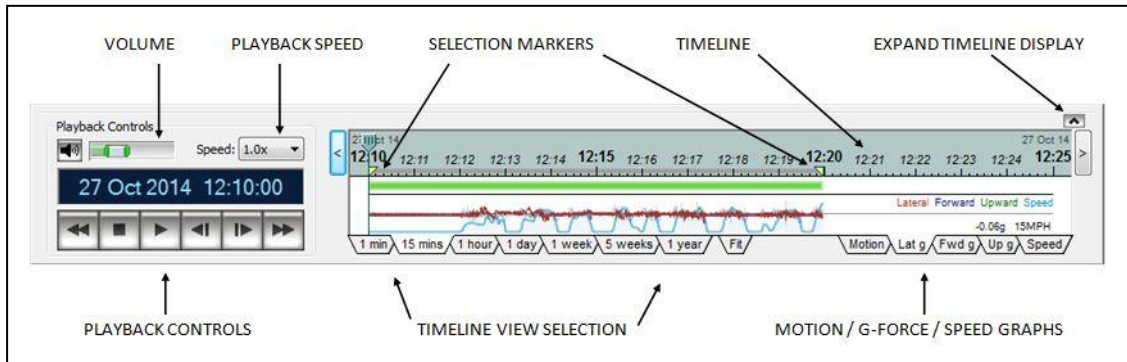 VOLUME PLAYBACK SPEED SELECTION MARKERS TIMELINE EXPAND TIMELINE DISPLAY
Playback Controls
Speed: 1.0x
27 Oct 2014 12:10:00
27 Oct 14
12:10 12:11 12:12 12:13 12:14 12:15 12:16 12:17 12:18 12:19 12:20 12:21 12:22 12:23 12:24 12:25
Lateral Forward Upward Speed
-0.06g 15MPH
1 min 15 mins 1 hour 1 day 1 week 5 weeks 1 year Fit Motion Lat g Fwd g Up g Speed
PLAYBACK CONTROLS TIMELINE VIEW SELECTION MOTION / G-FORCE / SPEED GRAPHS